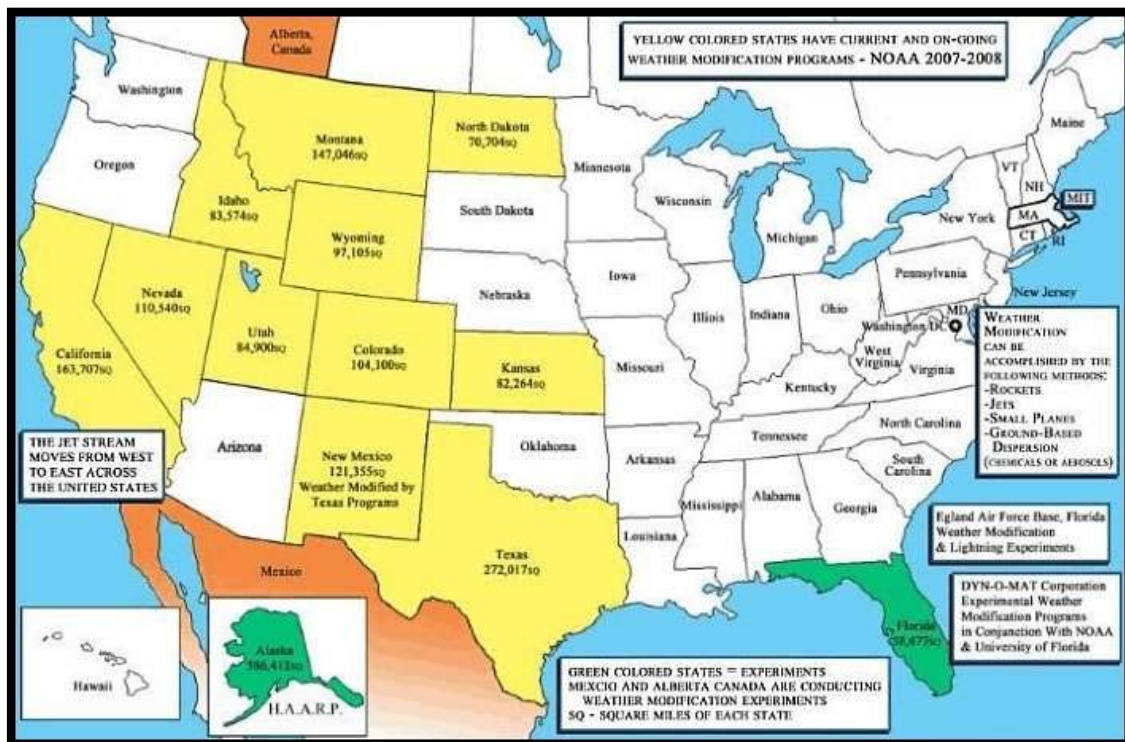 Alberta,
Canada
YELLOW COLORED STATES HAVE CURRENT AND ON-GOING
WEATHER MODIFICATION PROGRAMS - NOAA 2007-2008
Washington
Montana
147,046SQ
North Dakota
70,704SQ
Minnesota
Maine
VT
NH
MIT
Oregon
Idaho
83,574SQ
South Dakota
Wisconsin
Michigan
New York
MA
CT
RI
Wyoming
97,105SQ
Iowa
Pennsylvania
New Jersey
Nebraska
Nevada
110,540SQ
Utah
84,900SQ
Illiois
Indiana
Ohio
MD
Washington DC
West
Virginia
Virginia
WEATHER
MODIFICATION
CAN BE
ACCOMPLISHED BY THE
FOLLOWING METHODS:
-ROCKETS
-JETS
-SMALL PLANES
-GROUND-BASED
DISPERSION
(CHEMICALS OR AEROSOLS)
California
163,707SQ
Colorado
104,100SQ
Kansas
82,264SQ
Missouri
Kentucky
THE JET STREAM
MOVES FROM WEST
TO EAST ACROSS
THE UNITED STATES
Arizona
New Mexico
121,355SQ
Weather Modified by
Texas Programs
Oklahoma
Arkansas
Tennessee
North Carolina
South
Carolina
Mississippi
Alabama
Georgia
Louisiana
Texas
272,017SQ
Mexico
Egland Air Force Base, Florida
Weather Modification
& Lightning Experiments
DYN-O-MAT Corporation
Experimental Weather
Modification Programs
in Conjunction With NOAA
& University of Florida
Florida
Hawaii
Alaska
H.A.A.R.P.
GREEN COLORED STATES = EXPERIMENTS
MEXCIO AND ALBERTA CANADA ARE CONDUCTING
WEATHER MODIFICATION EXPERIMENTS
SQ - SQUARE MILES OF EACH STATE